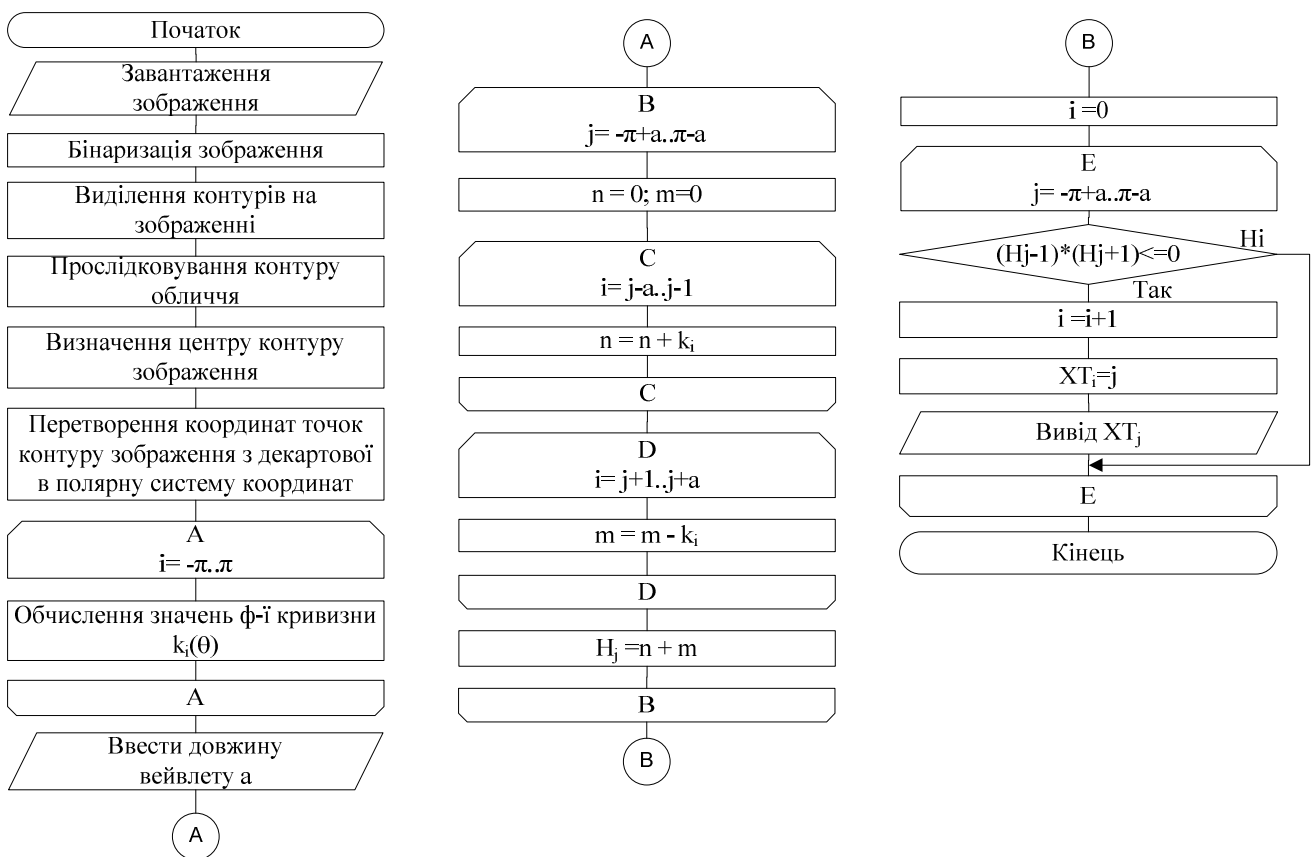 Початок
Завантаження
зображення
Бінаризація зображення
Виділення контурів на
зображенні
Прослідковування контуру
обличчя
Визначення центру контуру
зображення
Перетворення координат точок
контуру зображення з декартової
в полярну систему координат
A
i= -π..π
Обчислення значень ф-ї кривизни
kᵢ(θ)
A
Ввести довжину
вейвлету a
A
A
B
j= -π+a..π-a
n = 0; m=0
C
i= j-a..j-1
n = n + kᵢ
C
D
i= j+1..j+a
m = m - kᵢ
D
Hⱼ =n + m
B
B
B
i =0
E
j= -π+a..π-a
(Hj-1)*(Hj+1)<=0
Ні
Так
i =i+1
XTᵢ=j
Вивід XTⱼ
E
Кінець